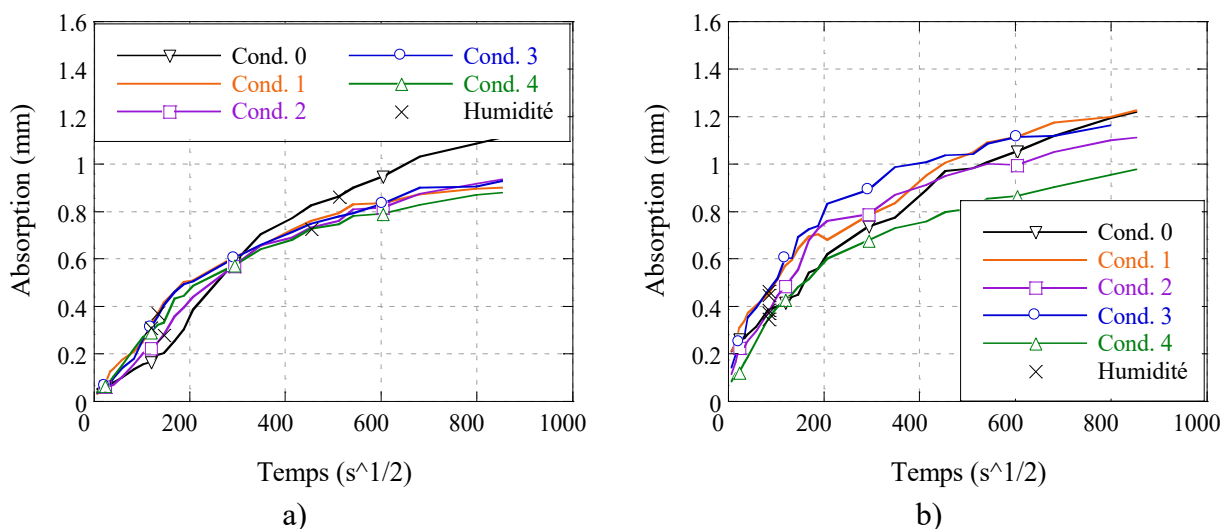 1.6
1.4
1.2
1
0.8
0.6
0.4
0.2
0
Absorption (mm)
Cond. 0
Cond. 1
Cond. 2
Cond. 3
Cond. 4
Humidité
0 200 400 600 800 1000
Temps (s^1/2)
a)
1.6
1.4
1.2
1
0.8
0.6
0.4
0.2
0
Absorption (mm)
Cond. 0
Cond. 1
Cond. 2
Cond. 3
Cond. 4
Humidité
0 200 400 600 800 1000
Temps (s^1/2)
b)